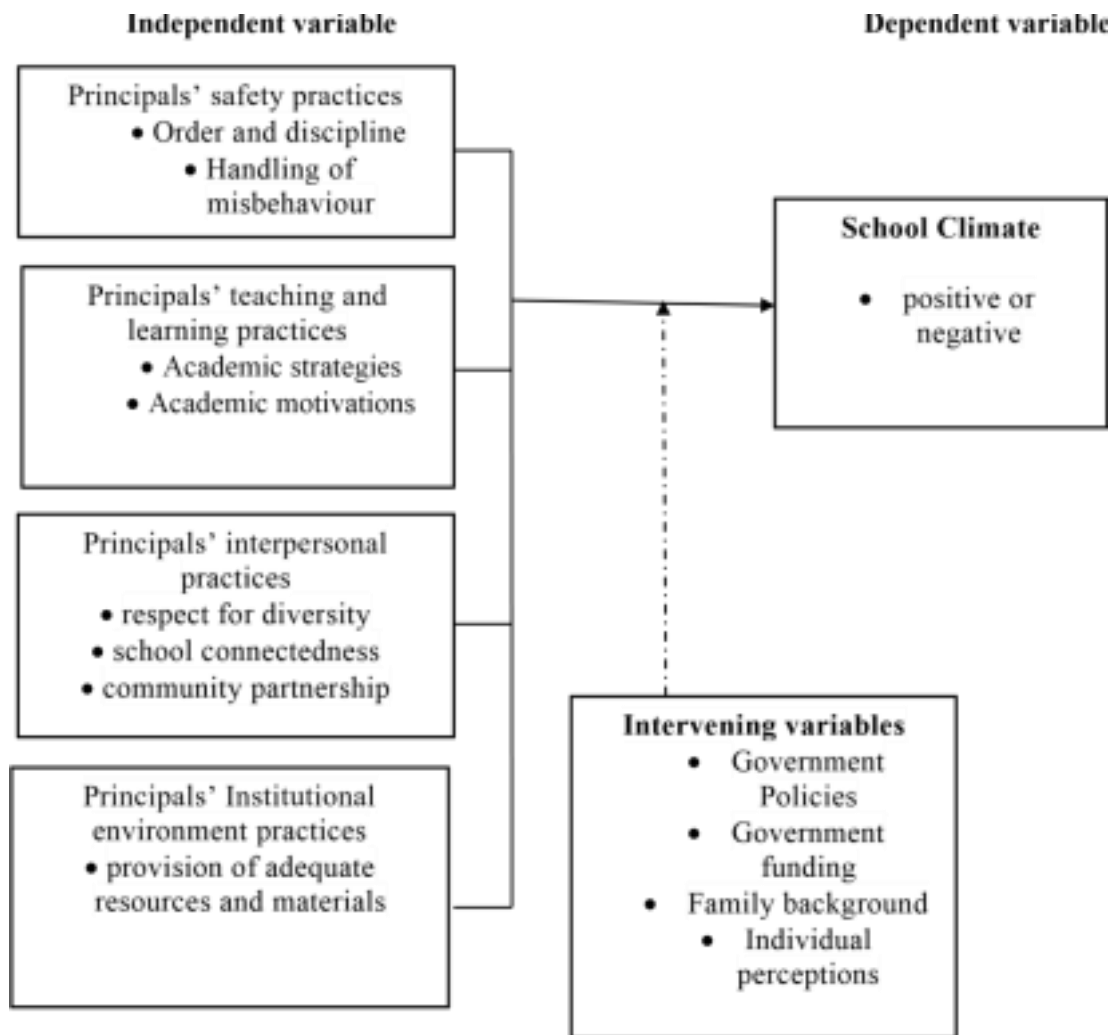 Independent variable
Dependent variable
Principals’ safety practices
• Order and discipline
• Handling of
misbehaviour
Principals’ teaching and
learning practices
• Academic strategies
• Academic motivations
Principals’ interpersonal
practices
• respect for diversity
• school connectedness
• community partnership
Principals’ Institutional
environment practices
• provision of adequate
resources and materials
School Climate
• positive or
negative
Intervening variables
• Government
Policies
• Government
funding
• Family background
• Individual
perceptions